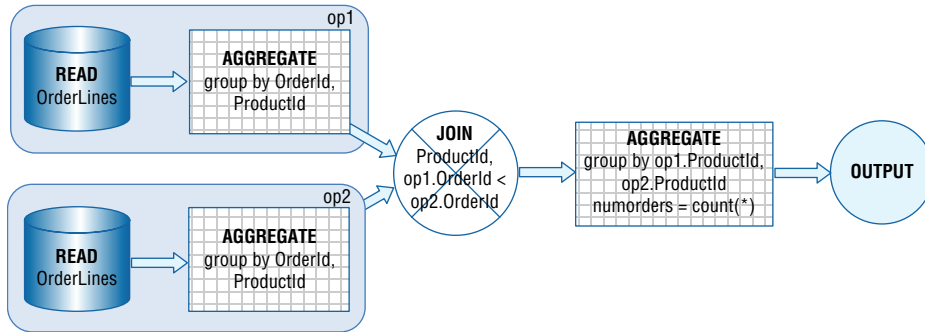 op1
READ
OrderLines
AGGREGATE
group by OrderId,
ProductId
JOIN
ProductId,
op1.OrderId <
op2.OrderId
AGGREGATE
group by op1.ProductId,
op2.ProductId
numorders = count(*)
OUTPUT
op2
READ
OrderLines
AGGREGATE
group by OrderId,
ProductId